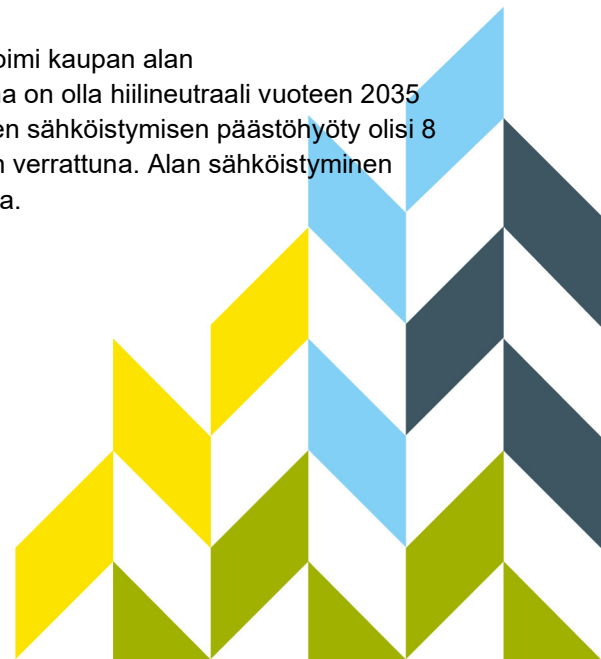 oimi kaupan alan
a on olla hiilineutraali vuoteen 2035
en sähköistymisen päästöhyöty olisi 8
n verrattuna. Alan sähköistyminen
a.